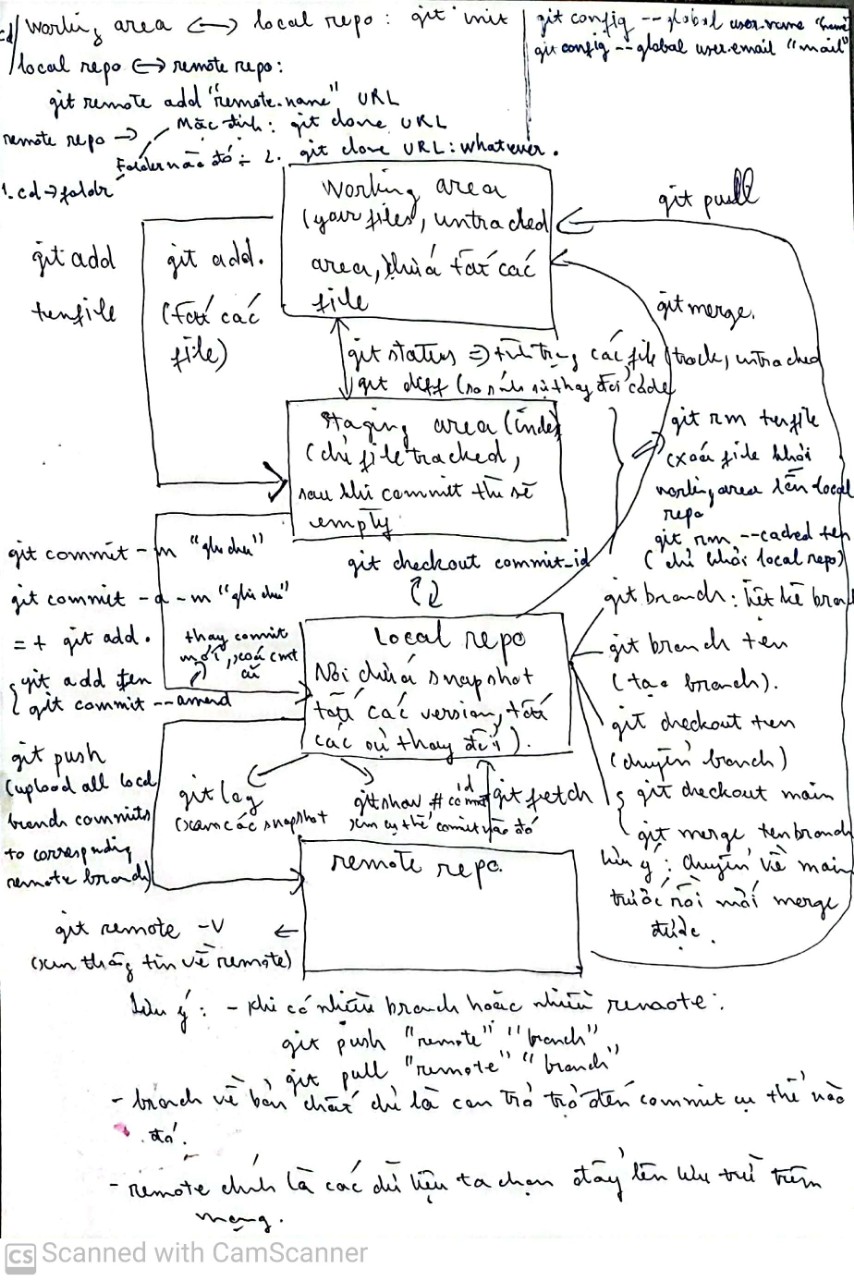 cd/ working area <-> local repo: git init
git config --global user.name "name"
git config --global user.email "mail"
/local repo <-> remote repo:
git remote add "remote.name" URL
remote repo -> Mặc định: git clone URL
Folder nào đó: 2. git clone URL:whatever.
1. cd -> foldr
git pull
Working area
(your files, untracked
area, chứa tất các
file
git add
tenfile
git add.
(tất các
file)
git merge.
git status => tình trạng các file (track, untracked
git diff (so sánh sự thay đổi code
Staging area (index
(chỉ file tracked,
sau khi commit thì sẽ
empty
git rm tenfile
(xoá file khỏi
working area lẫn local
repo
git rm --cached ten
(chỉ khỏi local repo)
git commit -m "ghi chú"
git commit -a -m "ghi chú"
= + git add.
git add ten
git commit --amend
thay commit
mới, xoá cmt
cũ
git checkout commit_id
Local repo
Nơi chứa snapshot
tất các version, tất
các sự thay đổi).
git branch: liệt kê bran
git branch ten
(tạo branch).
git checkout ten
(chuyển branch)
git checkout main
git merge tenbranch
Lưu ý: chuyển về main
trước rồi mới merge
được.
git push
(upload all local
branch commits
to corresponding
remote branch)
git log
(xem các snapshot
git show # commit id
xem cụ thể commit nào đó
git fetch
remote repo.
git remote -V
(xem thông tin về remote)
Lưu ý: - Khi có nhiều branch hoặc nhiều remote:
git push "remote" "branch"
git pull "remote" "branch"
- branch về bản chất chỉ là con trỏ trỏ đến commit cụ thể nào
đó.
- remote chính là các dữ liệu ta chọn đẩy lên lưu trữ trên
mạng.
CS Scanned with CamScanner